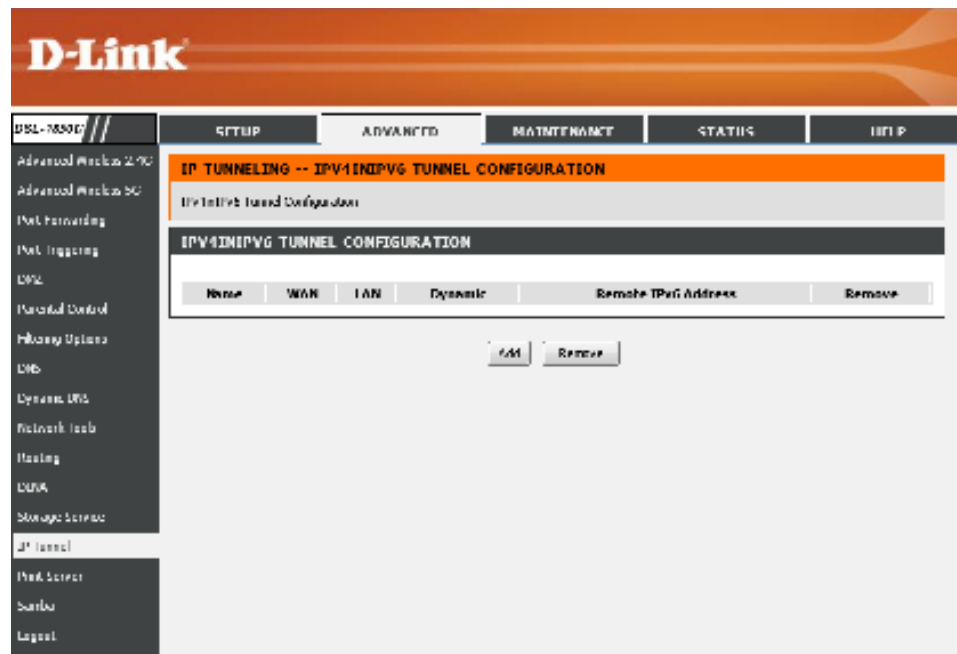 D-Link
SETUP ADVANCED MAINTENANCE STATUS HELP
Advanced Wireless 2.4G
Advanced Wireless 5G
Port Forwarding
Port Triggering
DMZ
Parental Control
Filtering Options
DNS
Dynamic DNS
Network Tools
Routing
DLNA
Storage Service
IP Tunnel
Print Server
Samba
Logout
IP TUNNELING -- IPV4INIPV6 TUNNEL CONFIGURATION
IPv4inIPv6 Tunnel Configuration
IPV4INIPV6 TUNNEL CONFIGURATION
Name WAN LAN Dynamic Remote IPv6 Address Remove
Add Remove